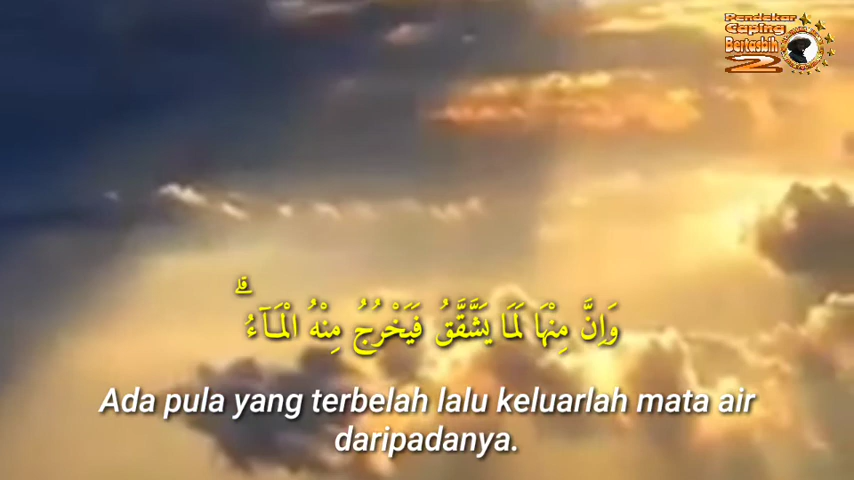 Pendekar
Caping
Bertasbih
2
وَاِنَّ مِنْهَا لَمَا يَشَّقَّقُ فَيَخْرُجُ مِنْهُ الْمَاۤءُ ۗ
Ada pula yang terbelah lalu keluarlah mata air
daripadanya.